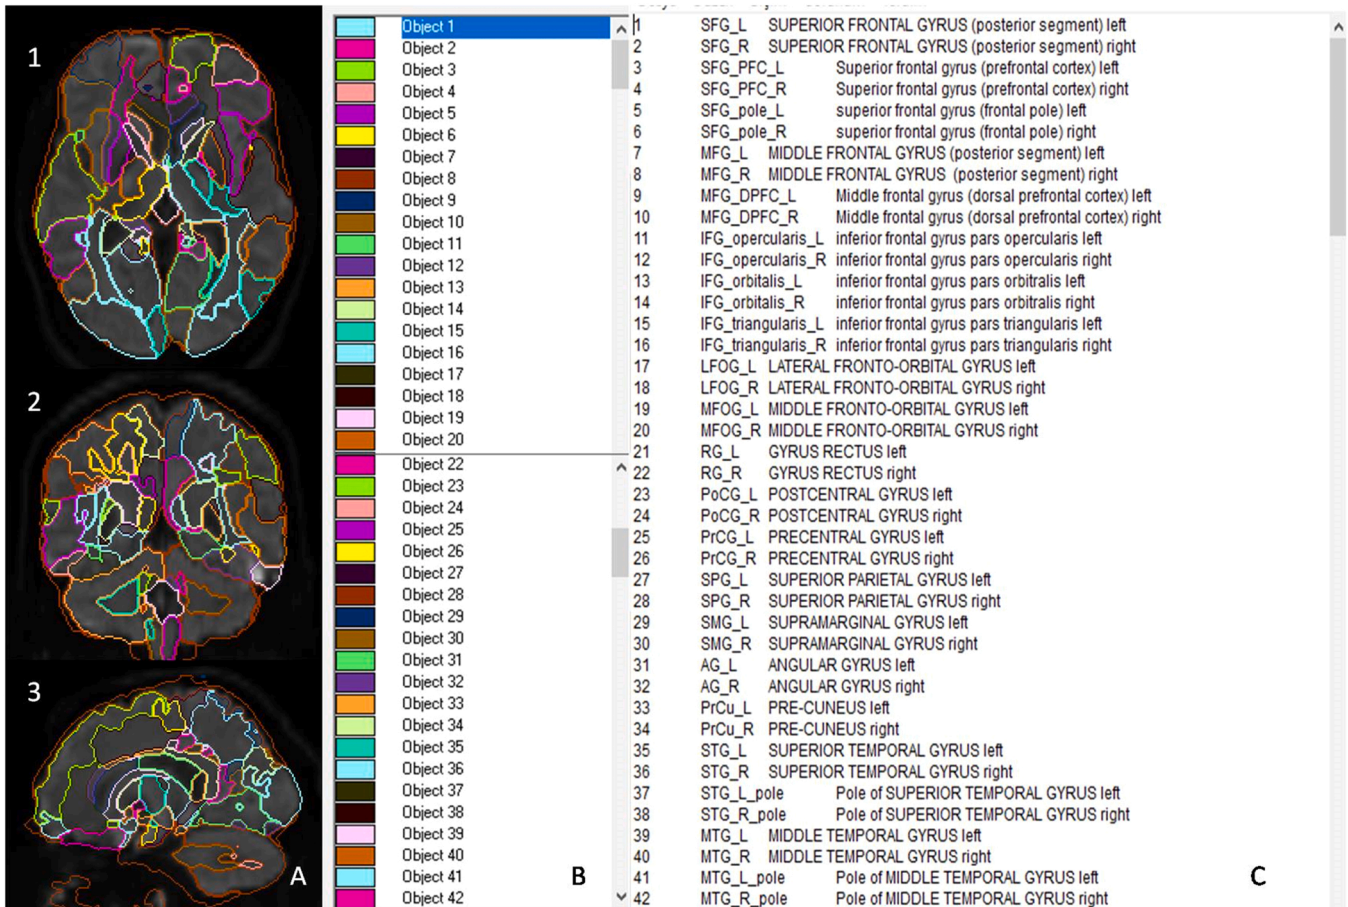 1
2
3
A
Object 1
Object 2
Object 3
Object 4
Object 5
Object 6
Object 7
Object 8
Object 9
Object 10
Object 11
Object 12
Object 13
Object 14
Object 15
Object 16
Object 17
Object 18
Object 19
Object 20
Object 22
Object 23
Object 24
Object 25
Object 26
Object 27
Object 28
Object 29
Object 30
Object 31
Object 32
Object 33
Object 34
Object 35
Object 36
Object 37
Object 38
Object 39
Object 40
Object 41
Object 42
B
1 SFG_L SUPERIOR FRONTAL GYRUS (posterior segment) left
2 SFG_R SUPERIOR FRONTAL GYRUS (posterior segment) right
3 SFG_PFC_L Superior frontal gyrus (prefrontal cortex) left
4 SFG_PFC_R Superior frontal gyrus (prefrontal cortex) right
5 SFG_pole_L superior frontal gyrus (frontal pole) left
6 SFG_pole_R superior frontal gyrus (frontal pole) right
7 MFG_L MIDDLE FRONTAL GYRUS (posterior segment) left
8 MFG_R MIDDLE FRONTAL GYRUS (posterior segment) right
9 MFG_DPFC_L Middle frontal gyrus (dorsal prefrontal cortex) left
10 MFG_DPFC_R Middle frontal gyrus (dorsal prefrontal cortex) right
11 IFG_opercularis_L inferior frontal gyrus pars opercularis left
12 IFG_opercularis_R inferior frontal gyrus pars opercularis right
13 IFG_orbitalis_L inferior frontal gyrus pars orbitralis left
14 IFG_orbitalis_R inferior frontal gyrus pars orbitralis right
15 IFG_triangularis_L inferior frontal gyrus pars triangularis left
16 IFG_triangularis_R inferior frontal gyrus pars triangularis right
17 LFOG_L LATERAL FRONTO-ORBITAL GYRUS left
18 LFOG_R LATERAL FRONTO-ORBITAL GYRUS right
19 MFOG_L MIDDLE FRONTO-ORBITAL GYRUS left
20 MFOG_R MIDDLE FRONTO-ORBITAL GYRUS right
21 RG_L GYRUS RECTUS left
22 RG_R GYRUS RECTUS right
23 PoCG_L POSTCENTRAL GYRUS left
24 PoCG_R POSTCENTRAL GYRUS right
25 PrCG_L PRECENTRAL GYRUS left
26 PrCG_R PRECENTRAL GYRUS right
27 SPG_L SUPERIOR PARIETAL GYRUS left
28 SPG_R SUPERIOR PARIETAL GYRUS right
29 SMG_L SUPRAMARGINAL GYRUS left
30 SMG_R SUPRAMARGINAL GYRUS right
31 AG_L ANGULAR GYRUS left
32 AG_R ANGULAR GYRUS right
33 PrCu_L PRE-CUNEUS left
34 PrCu_R PRE-CUNEUS right
35 STG_L SUPERIOR TEMPORAL GYRUS left
36 STG_R SUPERIOR TEMPORAL GYRUS right
37 STG_L_pole Pole of SUPERIOR TEMPORAL GYRUS left
38 STG_R_pole Pole of SUPERIOR TEMPORAL GYRUS right
39 MTG_L MIDDLE TEMPORAL GYRUS left
40 MTG_R MIDDLE TEMPORAL GYRUS right
41 MTG_L_pole Pole of MIDDLE TEMPORAL GYRUS left
42 MTG_R_pole Pole of MIDDLE TEMPORAL GYRUS right
C